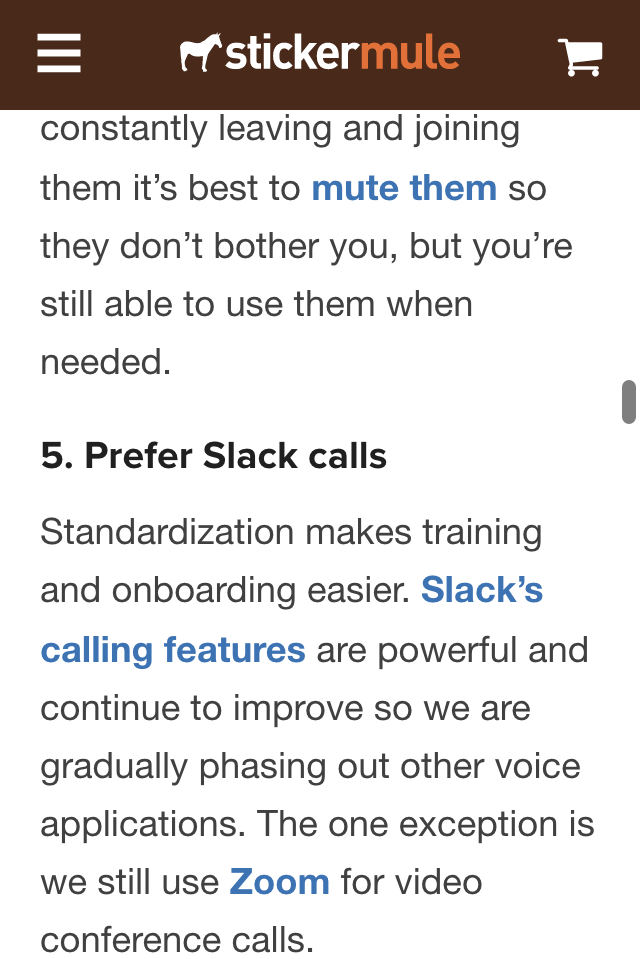 stickermule
constantly leaving and joining
them it’s best to mute them so
they don’t bother you, but you’re
still able to use them when
needed.
5. Prefer Slack calls
Standardization makes training
and onboarding easier. Slack’s
calling features are powerful and
continue to improve so we are
gradually phasing out other voice
applications. The one exception is
we still use Zoom for video
conference calls.